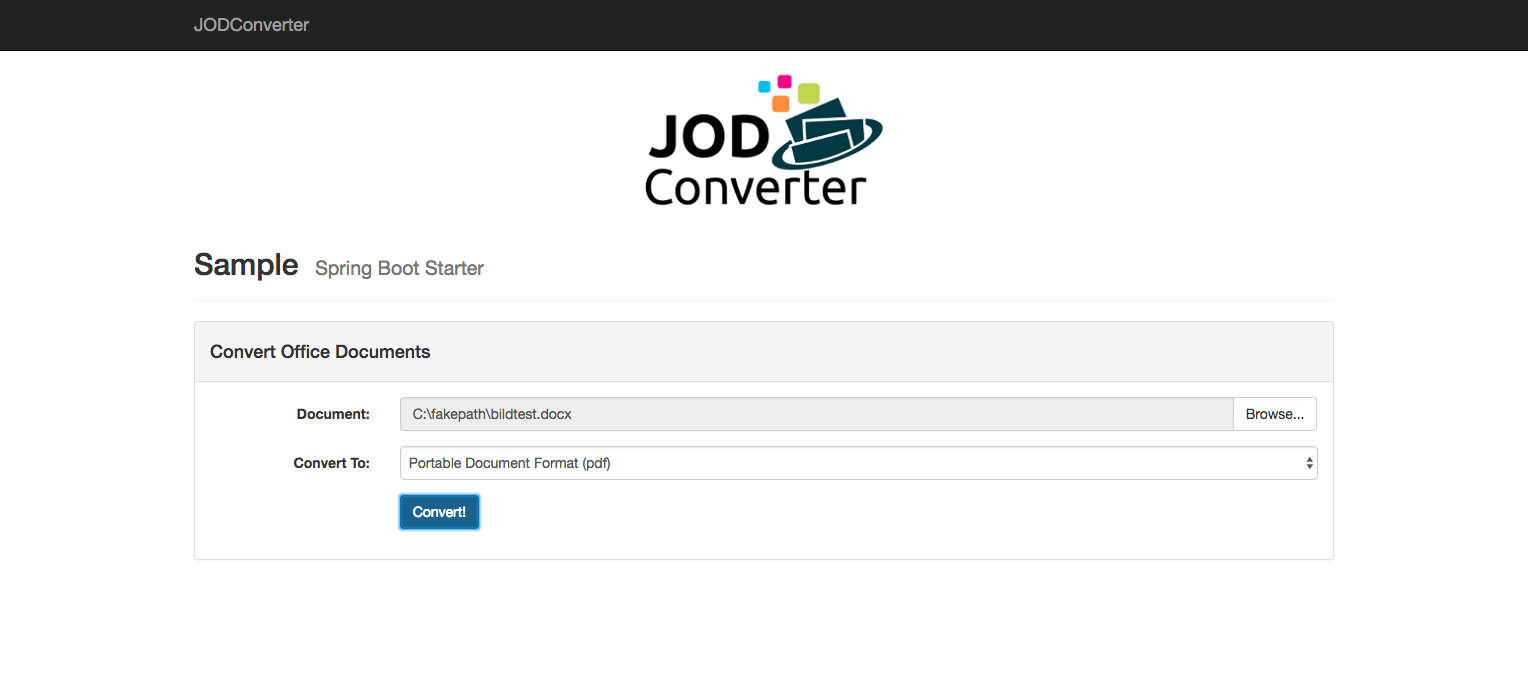 JODConverter
JOD
Converter
Sample Spring Boot Starter
Convert Office Documents
Document: C:\fakepath\bildtest.docx Browse...
Convert To: Portable Document Format (pdf)
Convert!